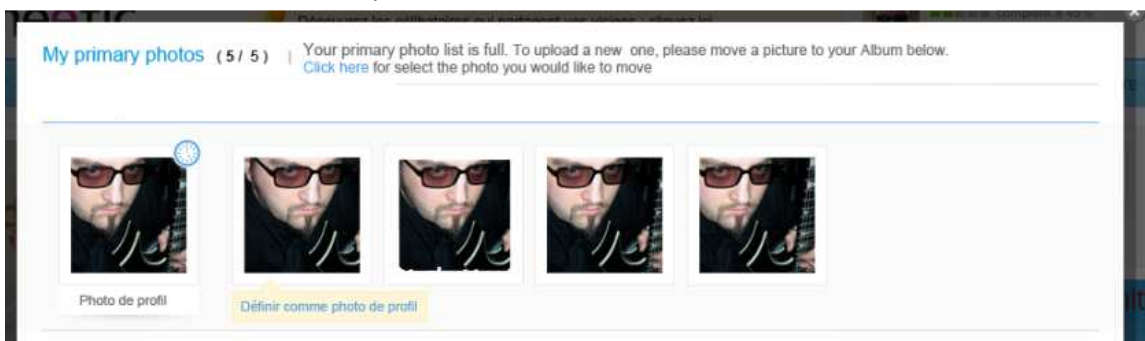 My primary photos (5/ 5) | Your primary photo list is full. To upload a new one, please move a picture to your Album below.
Click here for select the photo you would like to move
Photo de profil
Définir comme photo de profil